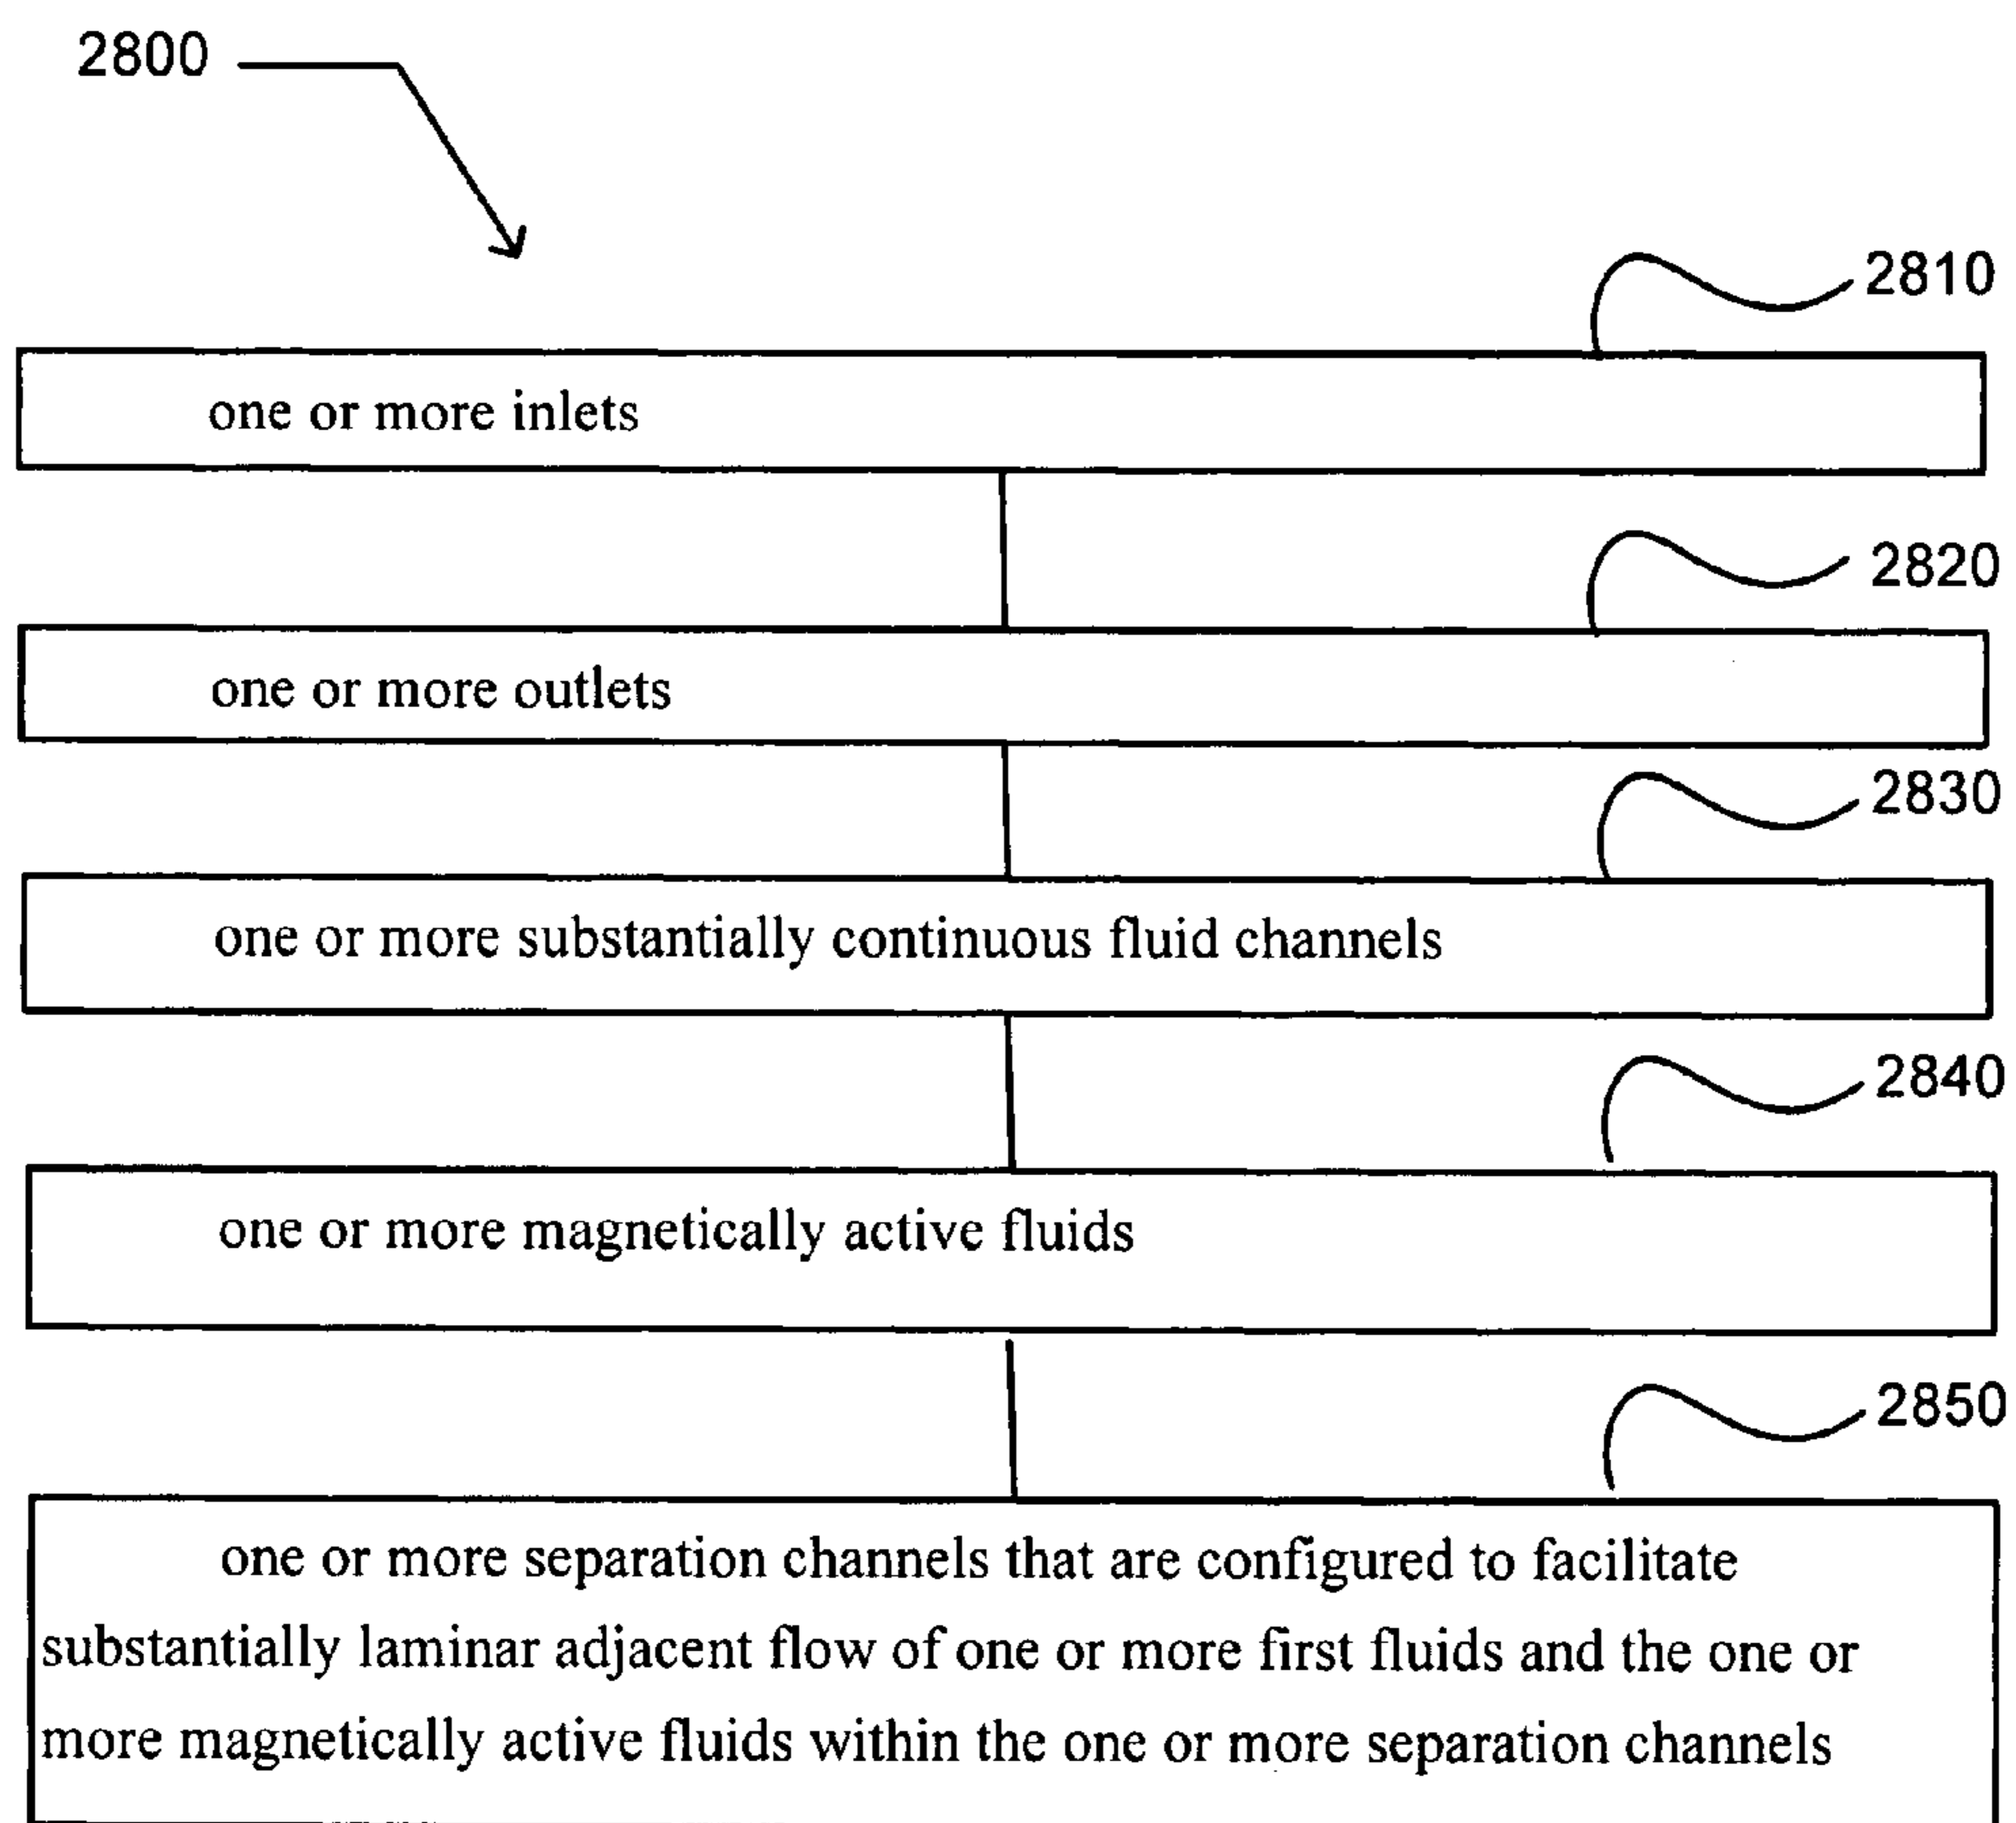 2800
2810
one or more inlets
2820
one or more outlets
2830
one or more substantially continuous fluid channels
2840
one or more magnetically active fluids
2850
one or more separation channels that are configured to facilitate
substantially laminar adjacent flow of one or more first fluids and the one or
more magnetically active fluids within the one or more separation channels